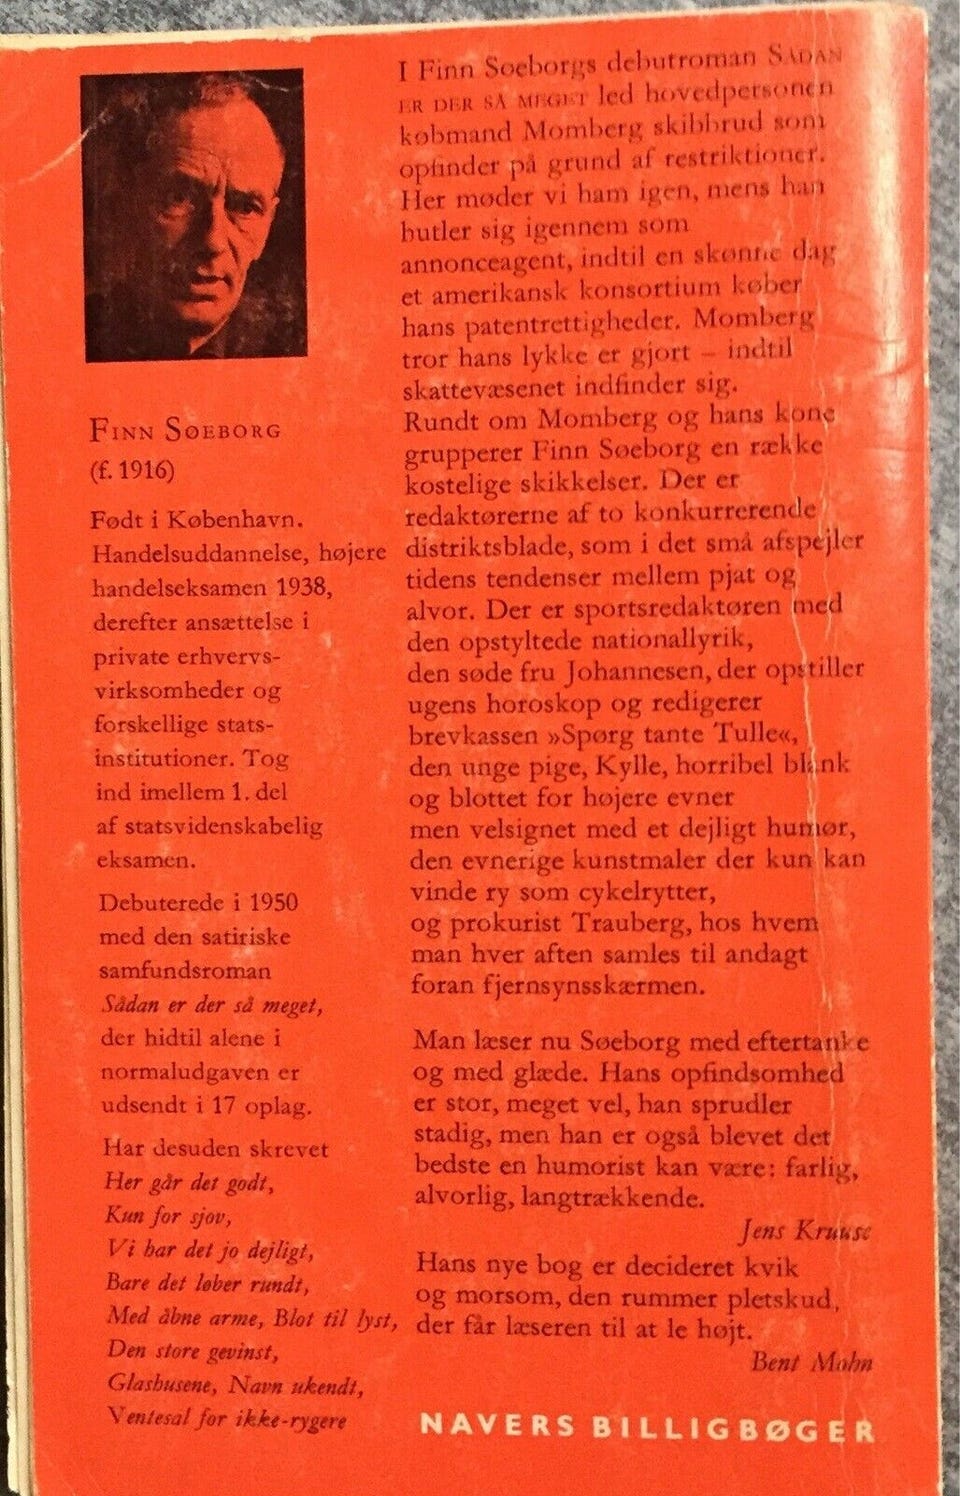 FINN SØEBORG
(f. 1916)
Født i København.
Handelsuddannelse, højere
handelseksamen 1938,
derefter ansættelse i
private erhvervs-
virksomheder og
forskellige stats-
institutioner. Tog
ind imellem 1. del
af statsvidenskabelig
eksamen.
Debuterede i 1950
med den satiriske
samfundsroman
Sådan er der så meget,
der hidtil alene i
normaludgaven er
udsendt i 17 oplag.
Har desuden skrevet
Her går det godt,
Kun for sjov,
Vi har det jo dejligt,
Bare det løber rundt,
Med åbne arme, Blot til lyst,
Den store gevinst,
Glashusene, Navn ukendt,
Ventesal for ikke-rygere
I Finn Søeborgs debutroman SÅDAN
ER DER SÅ MEGET led hovedpersonen
købmand Momberg skibbrud som
opfinder på grund af restriktioner.
Her møder vi ham igen, mens han
hutler sig igennem som
annonceagent, indtil en skønne dag
et amerikansk konsortium køber
hans patentrettigheder. Momberg
tror hans lykke er gjort – indtil
skattevæsenet indfinder sig.
Rundt om Momberg og hans kone
grupperer Finn Søeborg en række
kostelige skikkelser. Der er
redaktørerne af to konkurrerende
distriktsblade, som i det små afspejler
tidens tendenser mellem pjat og
alvor. Der er sportsredaktøren med
den opstyltede nationallyrik,
den søde fru Johannesen, der opstiller
ugens horoskop og redigerer
brevkassen »Spørg tante Tulle«,
den unge pige, Kylle, horribel blank
og blottet for højere evner
men velsignet med et dejligt humør,
den evnerige kunstmaler der kun kan
vinde ry som cykelrytter,
og prokurist Trauberg, hos hvem
man hver aften samles til andagt
foran fjernsynsskærmen.
Man læser nu Søeborg med eftertanke
og med glæde. Hans opfindsomhed
er stor, meget vel, han sprudler
stadig, men han er også blevet det
bedste en humorist kan være: farlig,
alvorlig, langtrækkende.
Jens Kruuse
Hans nye bog er decideret kvik
og morsom, den rummer pletskud,
der får læseren til at le højt.
Bent Mohn
NAVERS BILLIGBØGER